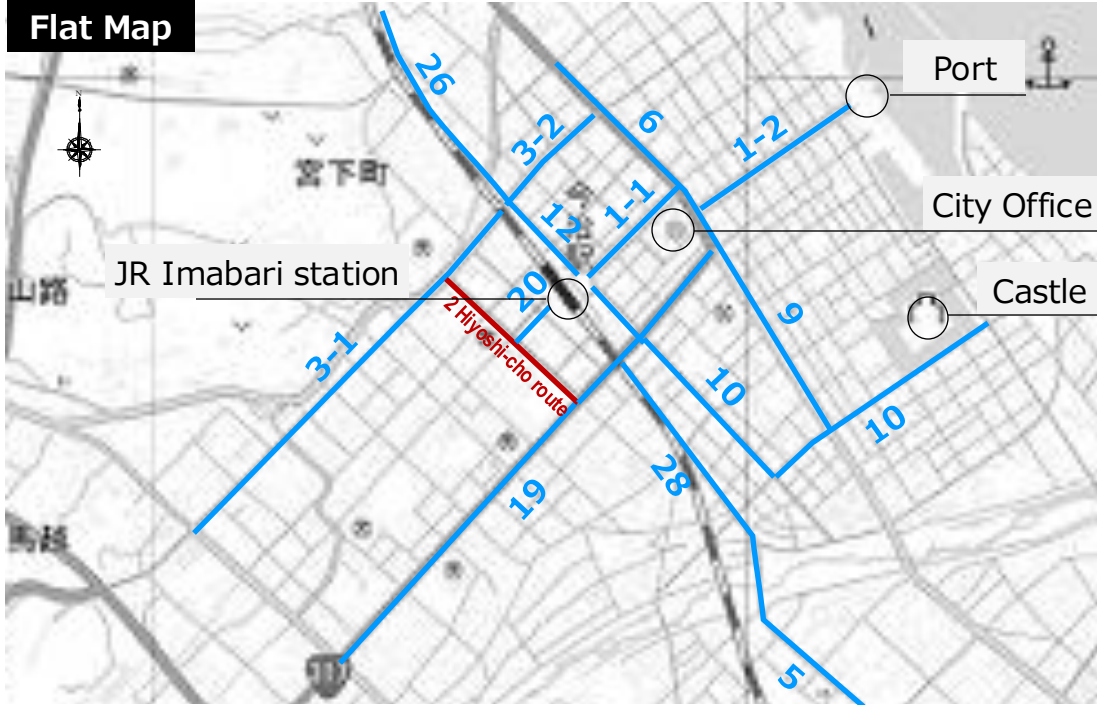 Flat Map
N
Port
26
6
3-2
1-2
宮下町
1-1
City Office
12
JR Imabari station
山路
20
Castle
2 Hiyoshi-cho route
9
3-1
10
10
28
19
馬越
5